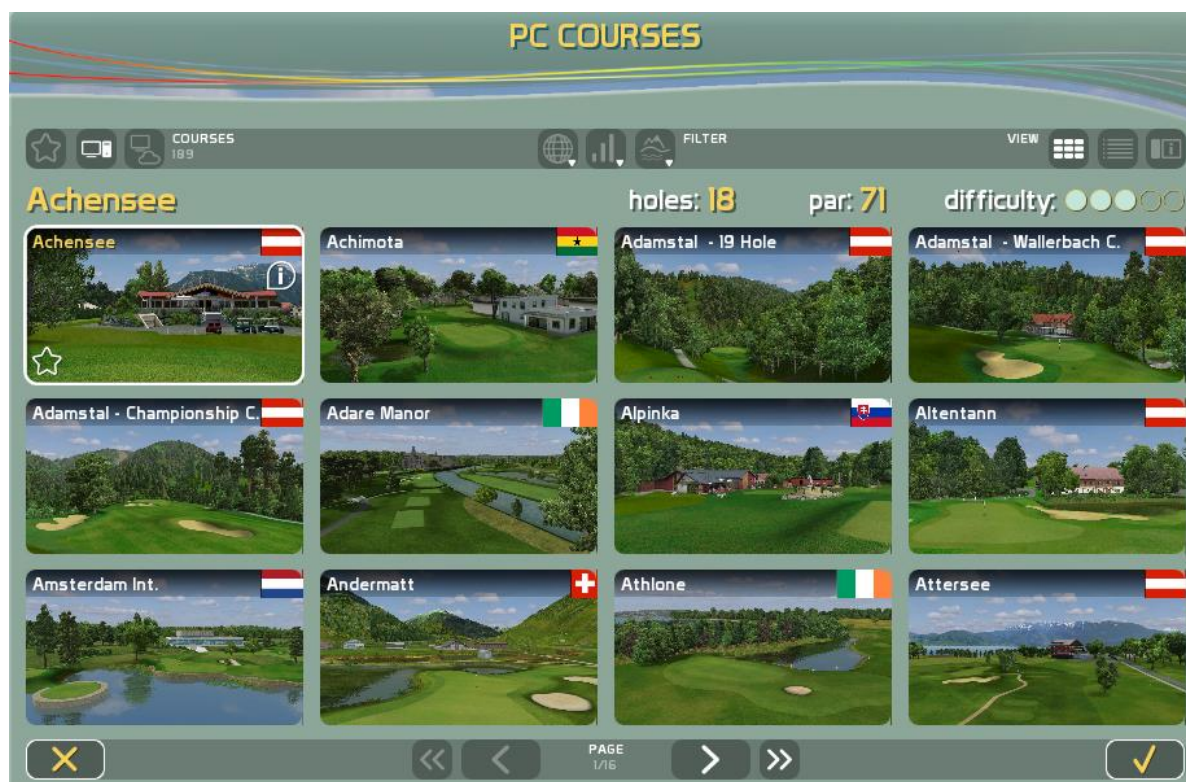 PC COURSES
COURSES
189
FILTER
VIEW
Achensee
holes: 18 par: 71 difficulty:
Achensee
Achimota
Adamstal - 19 Hole
Adamstal - Wallerbach C.
Adamstal - Championship C.
Adare Manor
Alpinka
Altentann
Amsterdam Int.
Andermatt
Athlone
Attersee
PAGE
1/16